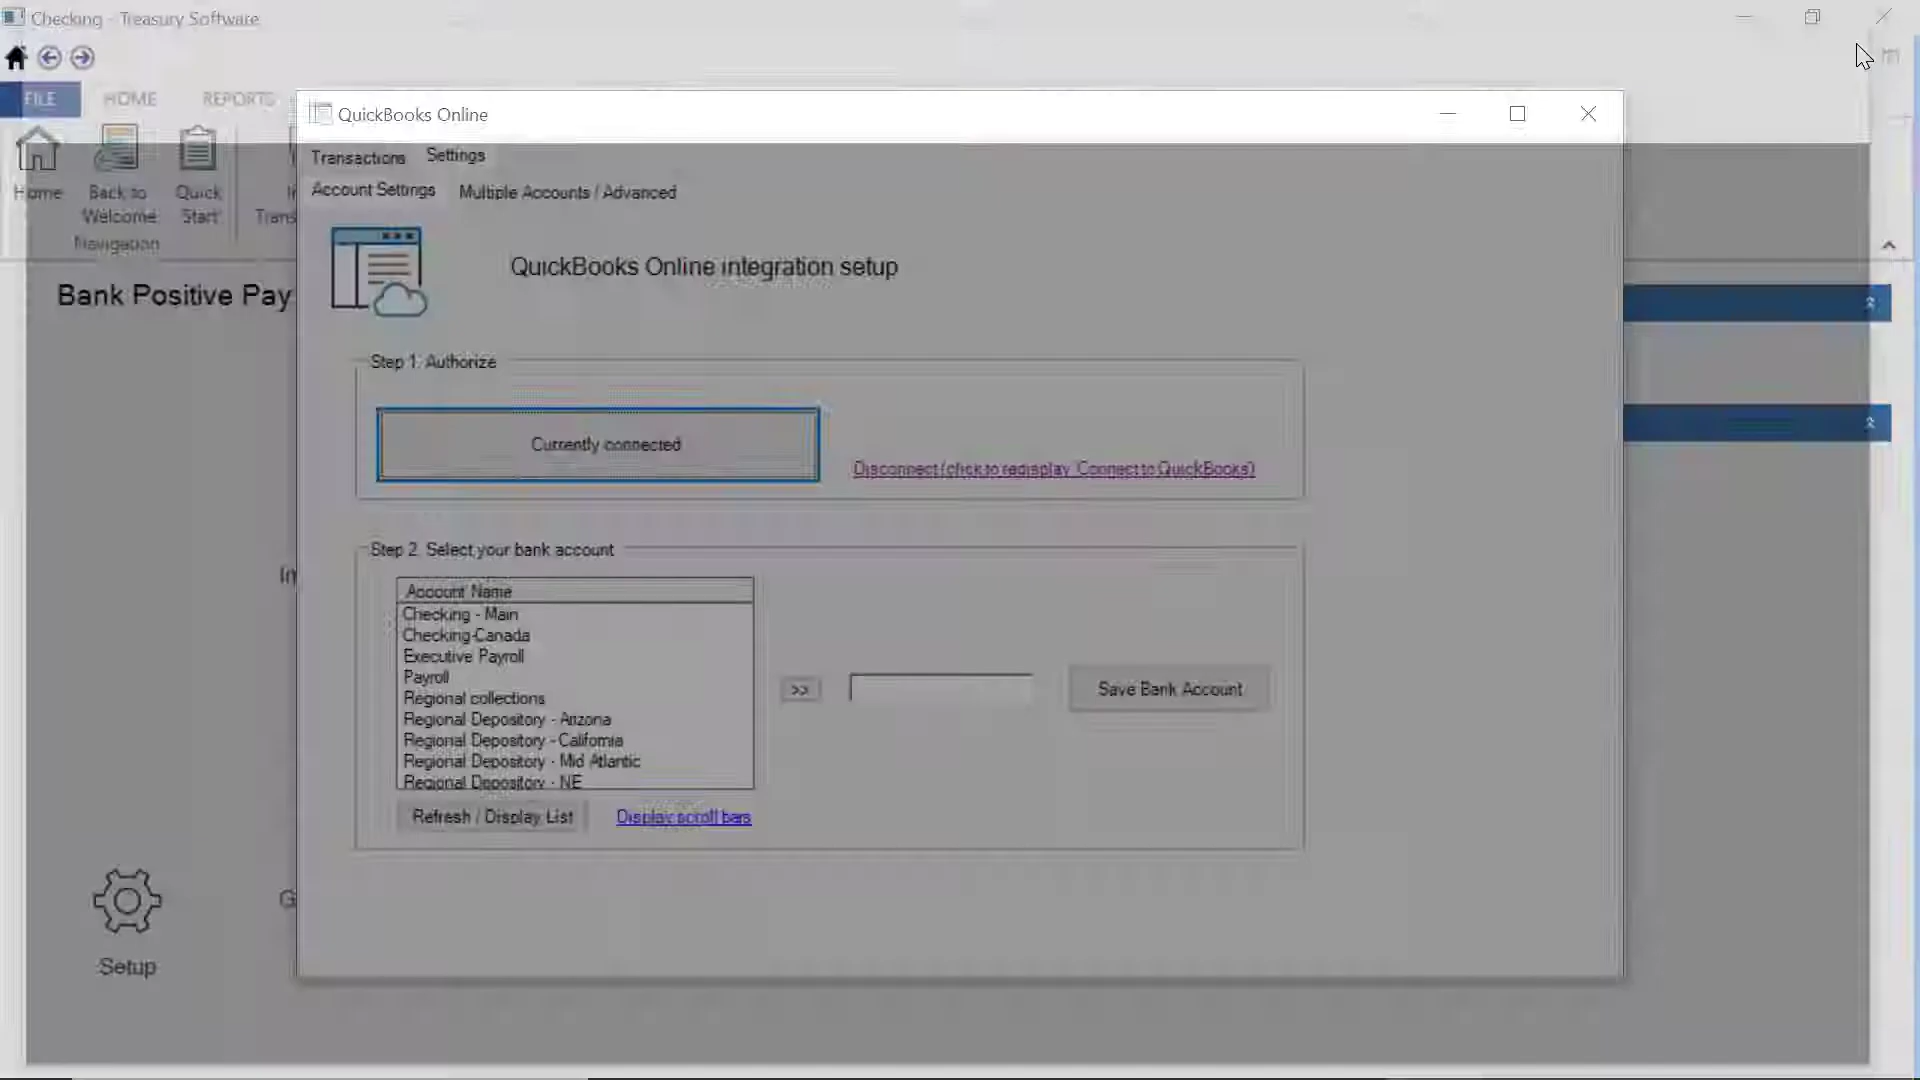 Checking - Treasury Software
FILE
HOME
REPORTS
QuickBooks Online
Transactions
Settings
Account Settings
Multiple Accounts / Advanced
Home
Back to
Welcome
Quick
Start
Navigation
QuickBooks Online integration setup
Bank Positive Pay
Step 1. Authorize
Currently connected
Disconnect (click to redisplay 'Connect to QuickBooks)
Step 2. Select your bank account
Account Name
Checking - Main
Checking-Canada
Executive Payroll
Payroll
Regional collections
Regional Depository - Arizona
Regional Depository - California
Regional Depository - Mid Atlantic
Regional Depository - NE
>>
Save Bank Account
Refresh / Display List
Display scroll bars
Setup